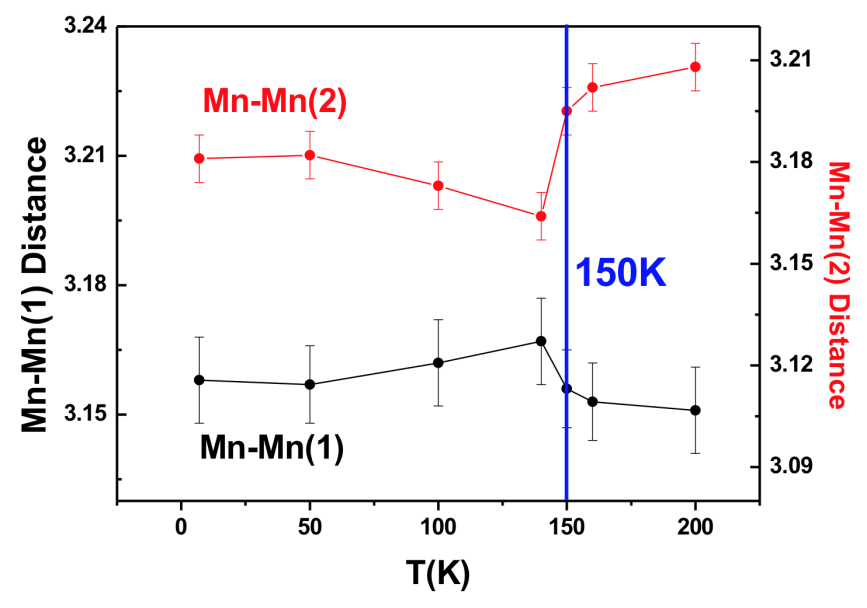 3.24
3.21
3.18
3.15
Mn-Mn(1) Distance
Mn-Mn(2)
150K
Mn-Mn(1)
3.21
3.18
3.15
3.12
3.09
Mn-Mn(2) Distance
0
50
100
150
200
T(K)